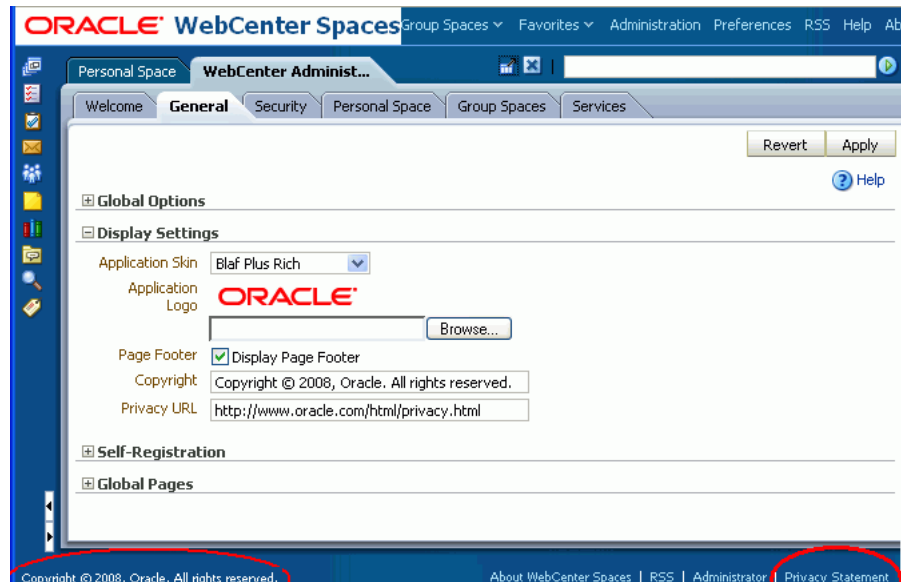 ORACLE WebCenter Spaces Group Spaces Favorites Administration Preferences RSS Help Ab
Personal Space WebCenter Administ...
Welcome General Security Personal Space Group Spaces Services
Revert Apply
Help
Global Options
Display Settings
Application Skin Blaf Plus Rich
Application
Logo
ORACLE
Browse...
Page Footer Display Page Footer
Copyright Copyright © 2008, Oracle. All rights reserved.
Privacy URL http://www.oracle.com/html/privacy.html
Self-Registration
Global Pages
Copyright © 2008, Oracle. All rights reserved. About WebCenter Spaces | RSS | Administrator | Privacy Statement